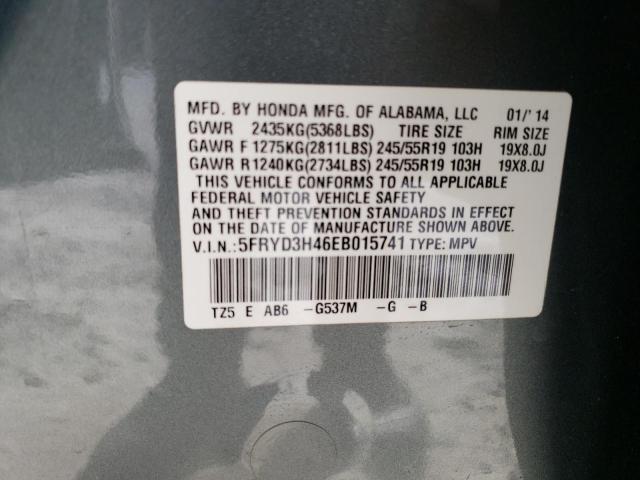 MFD. BY HONDA MFG. OF ALABAMA, LLC 01/'14
GVWR 2435KG(5368LBS) TIRE SIZE RIM SIZE
GAWR F 1275KG(2811LBS) 245/55R19 103H 19X8.0J
GAWR R1240KG(2734LBS) 245/55R19 103H 19X8.0J
THIS VEHICLE CONFORMS TO ALL APPLICABLE
FEDERAL MOTOR VEHICLE SAFETY
AND THEFT PREVENTION STANDARDS IN EFFECT
ON THE DATE OF MANUFACTURE SHOWN ABOVE.
V.I.N.: 5FRYD3H46EB015741 TYPE: MPV
TZ5 E AB6 -G537M -G -B